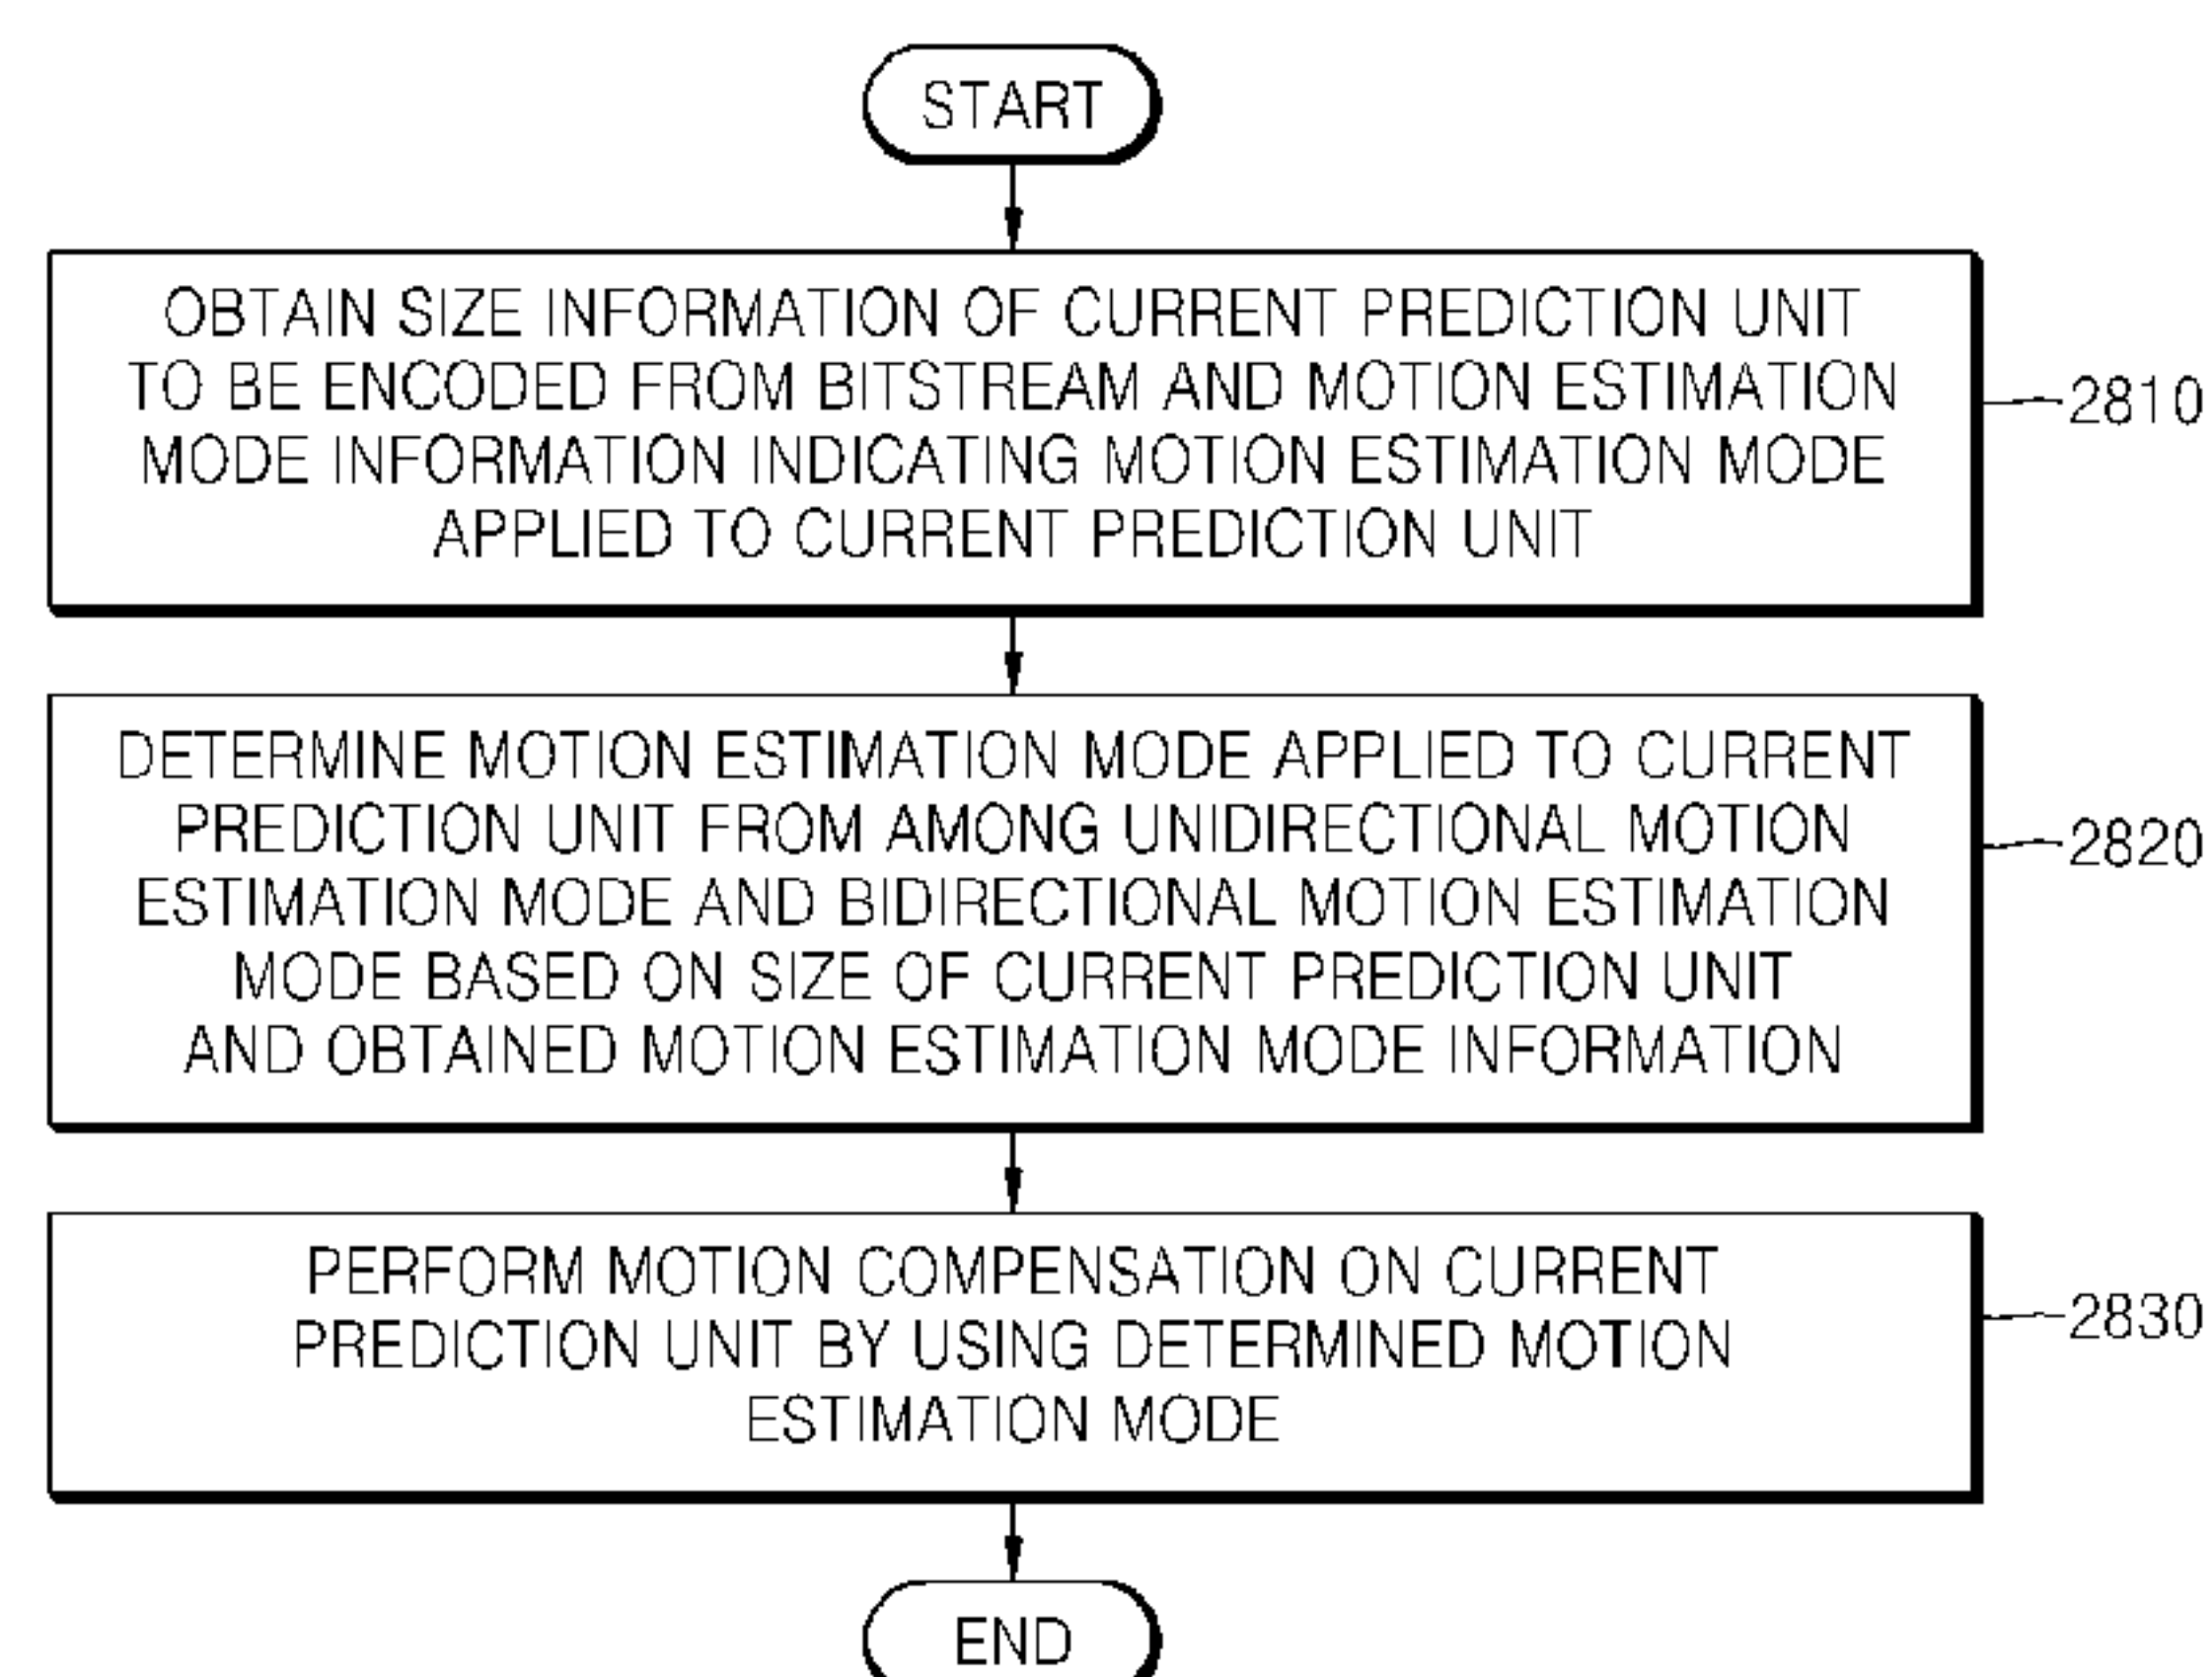 START
OBTAIN SIZE INFORMATION OF CURRENT PREDICTION UNIT
TO BE ENCODED FROM BITSTREAM AND MOTION ESTIMATION
MODE INFORMATION INDICATING MOTION ESTIMATION MODE
APPLIED TO CURRENT PREDICTION UNIT
2810
DETERMINE MOTION ESTIMATION MODE APPLIED TO CURRENT
PREDICTION UNIT FROM AMONG UNIDIRECTIONAL MOTION
ESTIMATION MODE AND BIDIRECTIONAL MOTION ESTIMATION
MODE BASED ON SIZE OF CURRENT PREDICTION UNIT
AND OBTAINED MOTION ESTIMATION MODE INFORMATION
2820
PERFORM MOTION COMPENSATION ON CURRENT
PREDICTION UNIT BY USING DETERMINED MOTION
ESTIMATION MODE
2830
END